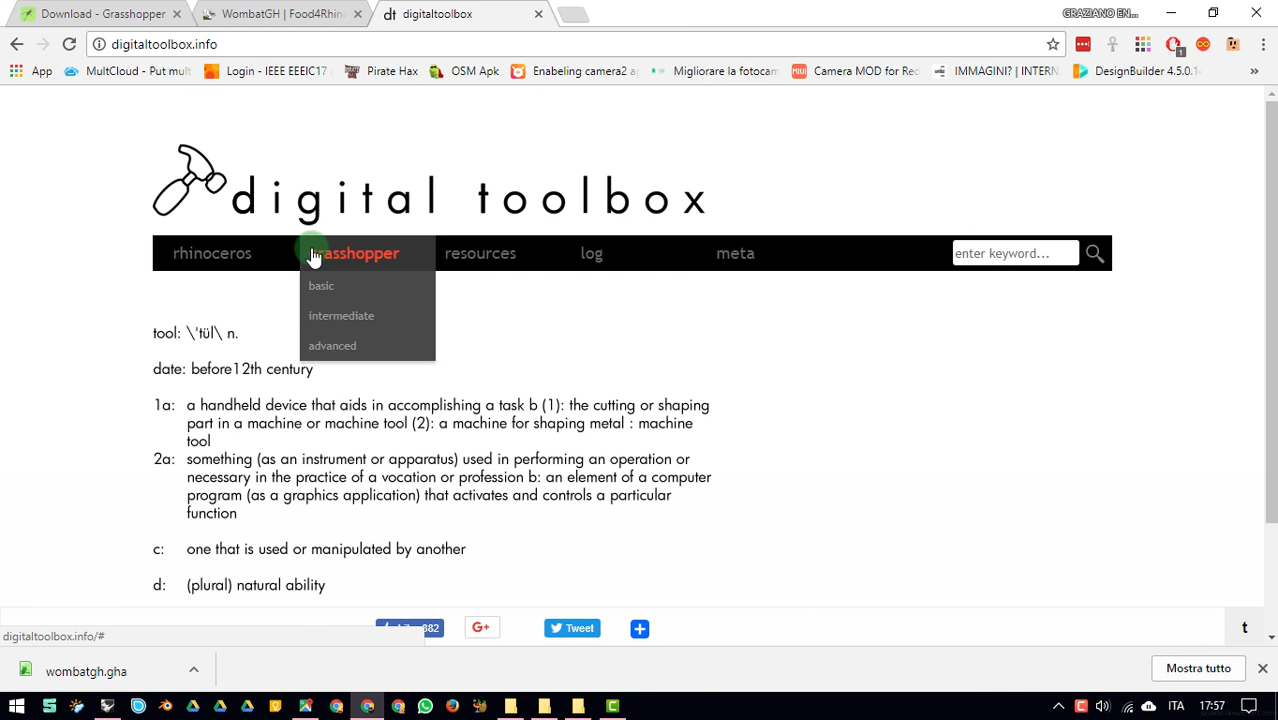 Download - Grasshopper
WombatGH | Food4Rhin
digitaltoolbox
GRAZIANO EN...
digitaltoolbox.info
App
MultCloud - Put mult
Login - IEEE EEEIC17
Pirate Hax
OSM Apk
Enabling camera2 a
Migliorare la fotocam
Camera MOD for Red
IMMAGINI? | INTERN
DesignBuilder 4.5.0.1
»
digital toolbox
rhinoceros
grasshopper
resources
log
meta
enter keyword...
basic
intermediate
advanced
tool: \'tül\ n.
date: before12th century
1a: a handheld device that aids in accomplishing a task b (1): the cutting or shaping
part in a machine or machine tool (2): a machine for shaping metal : machine
tool
2a: something (as an instrument or apparatus) used in performing an operation or
necessary in the practice of a vocation or profession b: an element of a computer
program (as a graphics application) that activates and controls a particular
function
c: one that is used or manipulated by another
d: (plural) natural ability
882
G+
Tweet
t
digitaltoolbox.info/#
wombatgh.gha
Mostra tutto
ITA
17:57